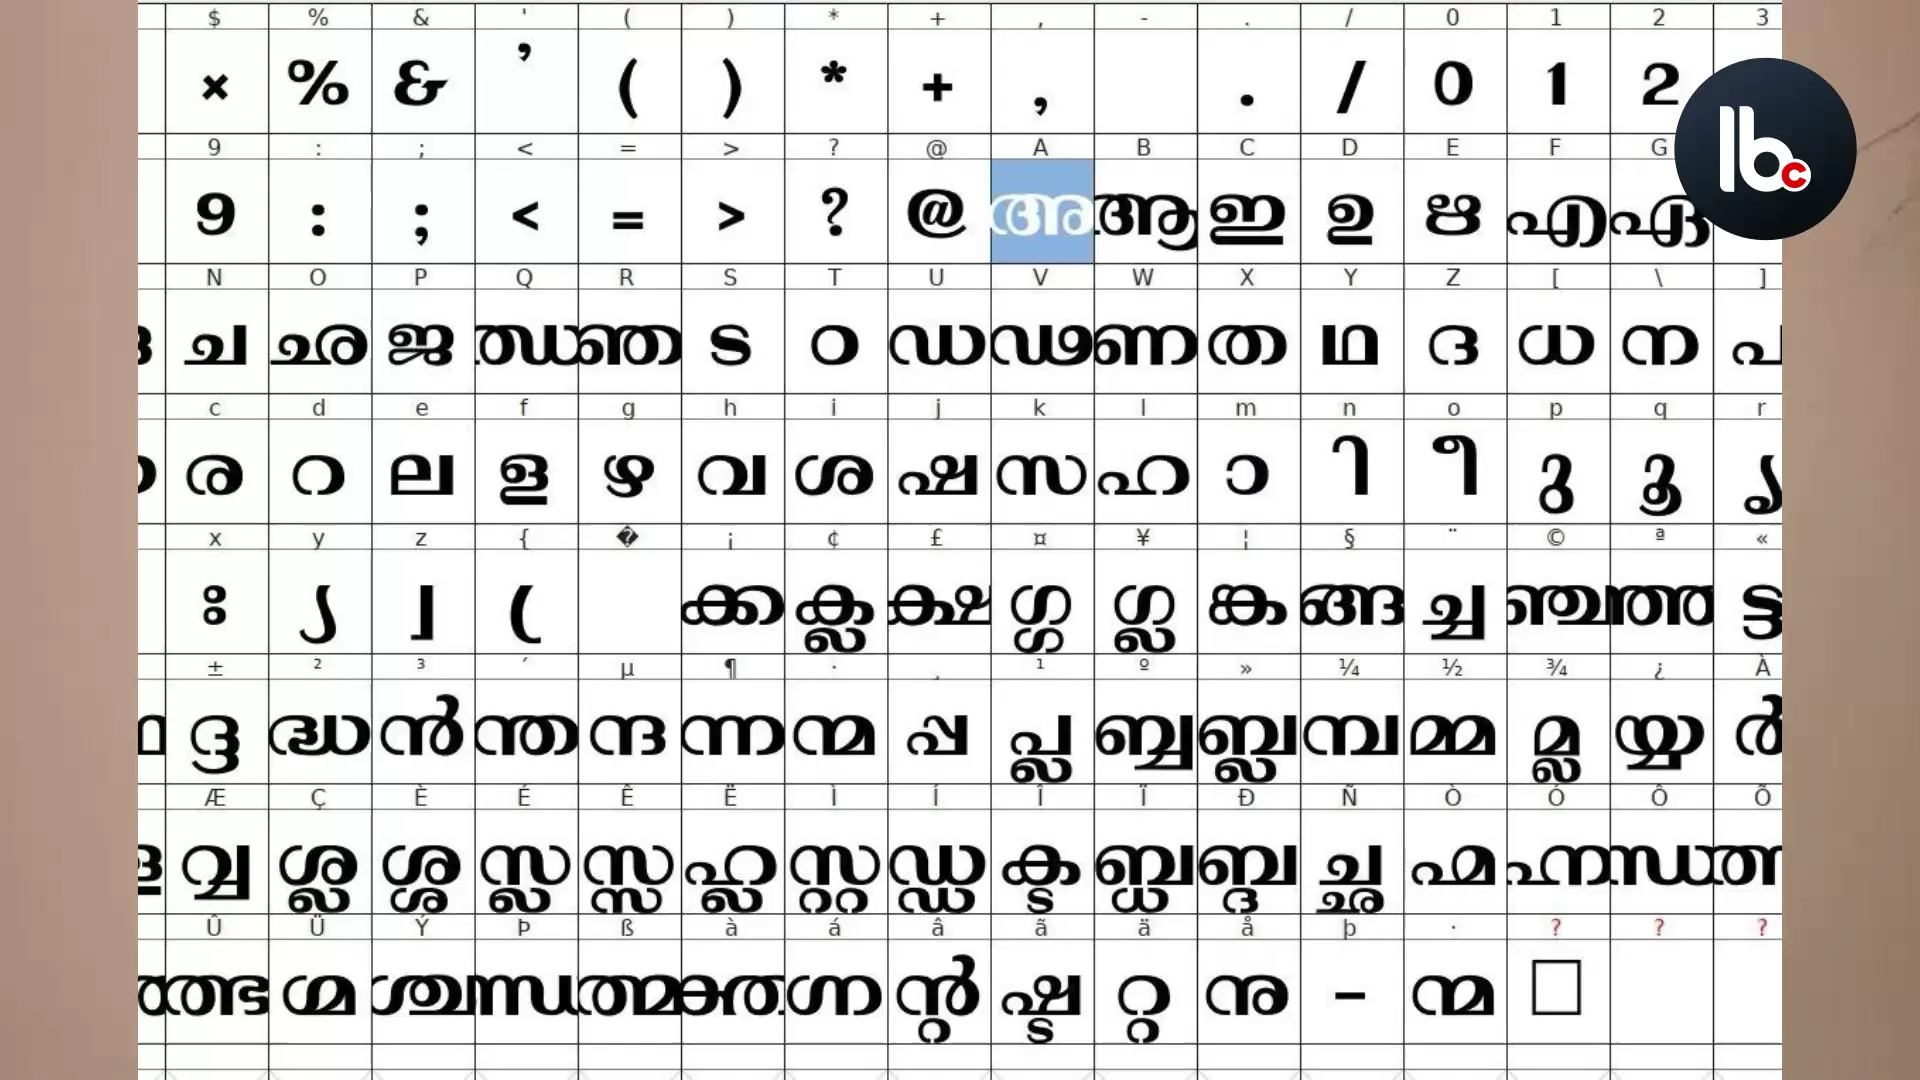 $ % & ' ( ) * + , - . / 0 1 2 3
× % & ’ ( ) * + , . / 0 1 2
9 : ; < = > ? @ A B C D E F G
9 : ; < = > ? @ അ ആ ഇ ഉ ഋ എ ഏ
N O P Q R S T U V W X Y Z [ \ ]
ച ഛ ജ ഝ ഞ ട ഠ ഡ ഢ ണ ത ഥ ദ ധ ന പ
c d e f g h i j k l m n o p q r
ര റ ല ള ഴ വ ശ ഷ സ ഹ ാ ി ീ ു ൂ ൃ
x y z { � ¡ ¢ £ ¤ ¥ ¦ § ¨ © ª «
ഃ ( ക്ക ക്ല ക്ഷ ഗ്ഗ ഗ്ല ങ്ക ങ്ങ ച്ച ഞ്ച ത്ത ട്ട
± ² ³ ´ µ ¶ · ¸ ¹ º » ¼ ½ ¾ ¿ À
ദ്ദ ദ്ധ ൻ ന്ത ന്ദ ന്ന ന്മ പ്പ പ്ല ബ്ബ ബ്ല മ്പ മ്മ മ്ല യ്യ ർ
Æ Ç È É Ê Ë Ì Í Î Ï Ð Ñ Ò Ó Ô Õ
വ്വ ശ്ല ശ്ശ സ്ല സ്സ ഹ്ല സ്റ്റ ഡ്ഡ ക്ട ബ്ധ ബ്ദ ച്ഛ ഹ്മ ഹ്ന ന്ധ ത്ന
Û Ü Ý Þ ß à á â ã ä å þ · ? ? ?
ഗ്മ ശ്ച ത്മ ക്ത ഗ്ന ന്റ ഷ്ട റ്റ നു – ന്മ
lbc